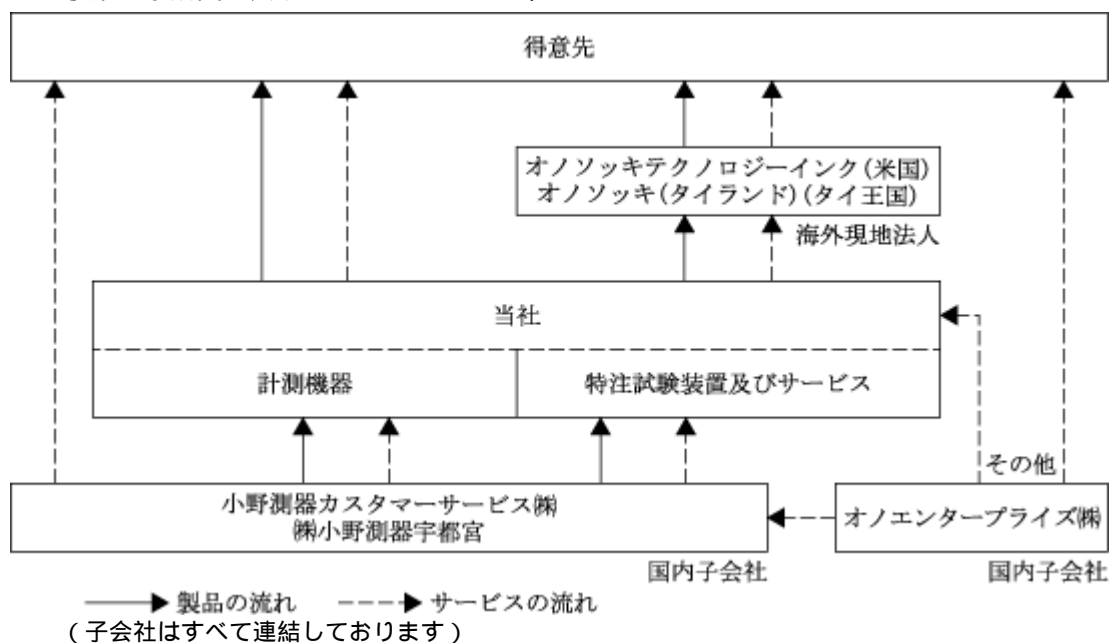 得意先
オノソッキテクノロジーインク(米国)
オノソッキ(タイランド)(タイ王国)
海外現地法人
当社
計測機器
特注試験装置及びサービス
その他
小野測器カスタマーサービス㈱
㈱小野測器宇都宮
オノエンタープライズ㈱
国内子会社
国内子会社
製品の流れ
サービスの流れ
(子会社はすべて連結しております)